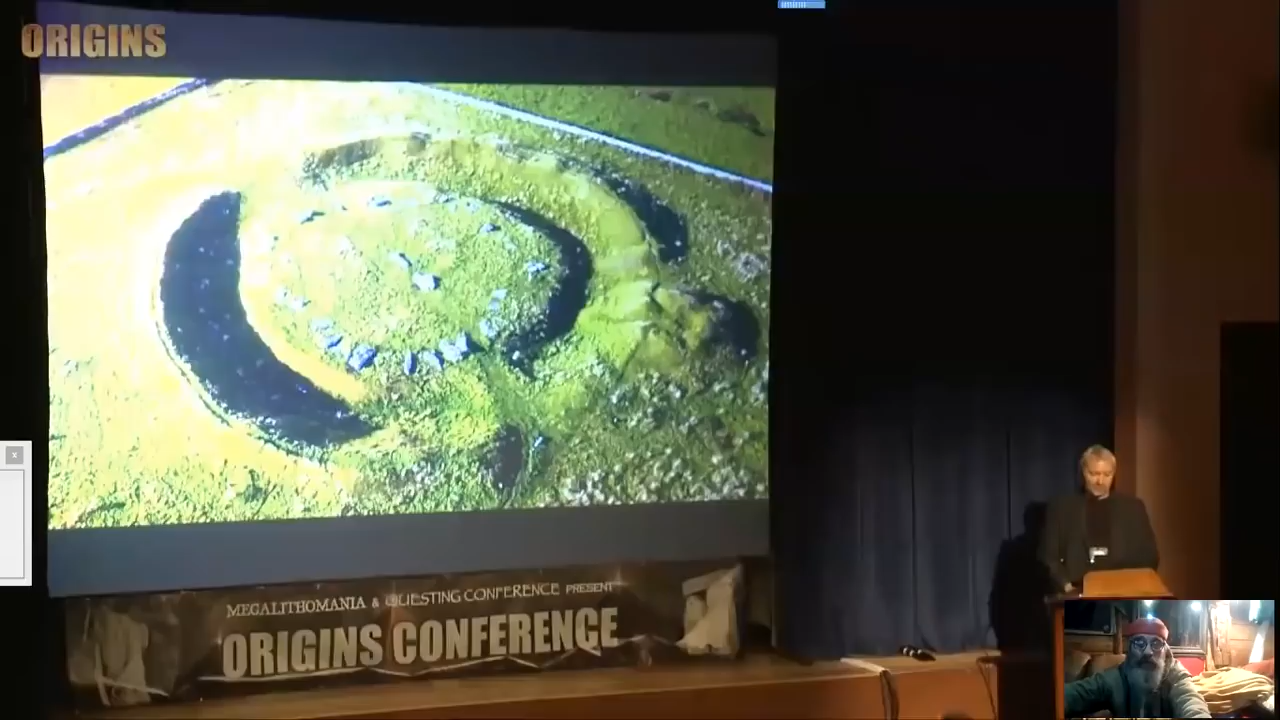 ORIGINS
MEGALITHOMANIA & QUESTING CONFERENCE PRESENT
ORIGINS CONFERENCE
x